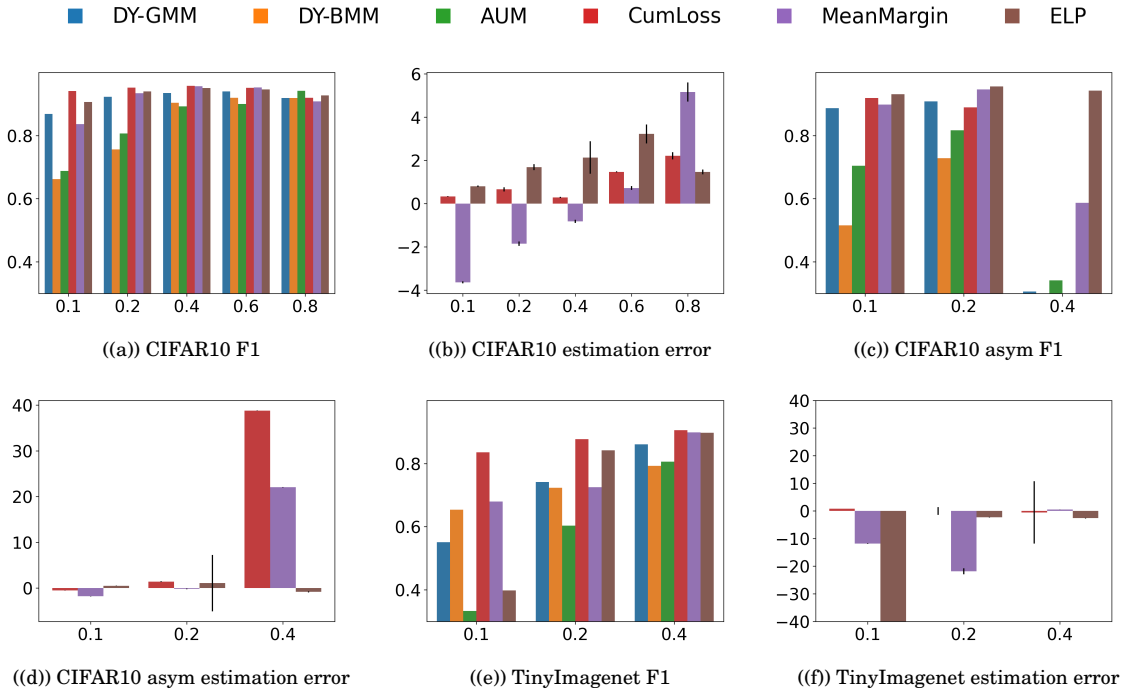 DY-GMM DY-BMM AUM CumLoss MeanMargin ELP
0.8
0.6
0.4
0.1 0.2 0.4 0.6 0.8
((a)) CIFAR10 F1
6
4
2
0
−2
−4
0.1 0.2 0.4 0.6 0.8
((b)) CIFAR10 estimation error
0.8
0.6
0.4
0.1 0.2 0.4
((c)) CIFAR10 asym F1
40
30
20
10
0
0.1 0.2 0.4
((d)) CIFAR10 asym estimation error
0.8
0.6
0.4
0.1 0.2 0.4
((e)) TinyImagenet F1
40
30
20
10
0
−10
−20
−30
−40
0.1 0.2 0.4
((f)) TinyImagenet estimation error